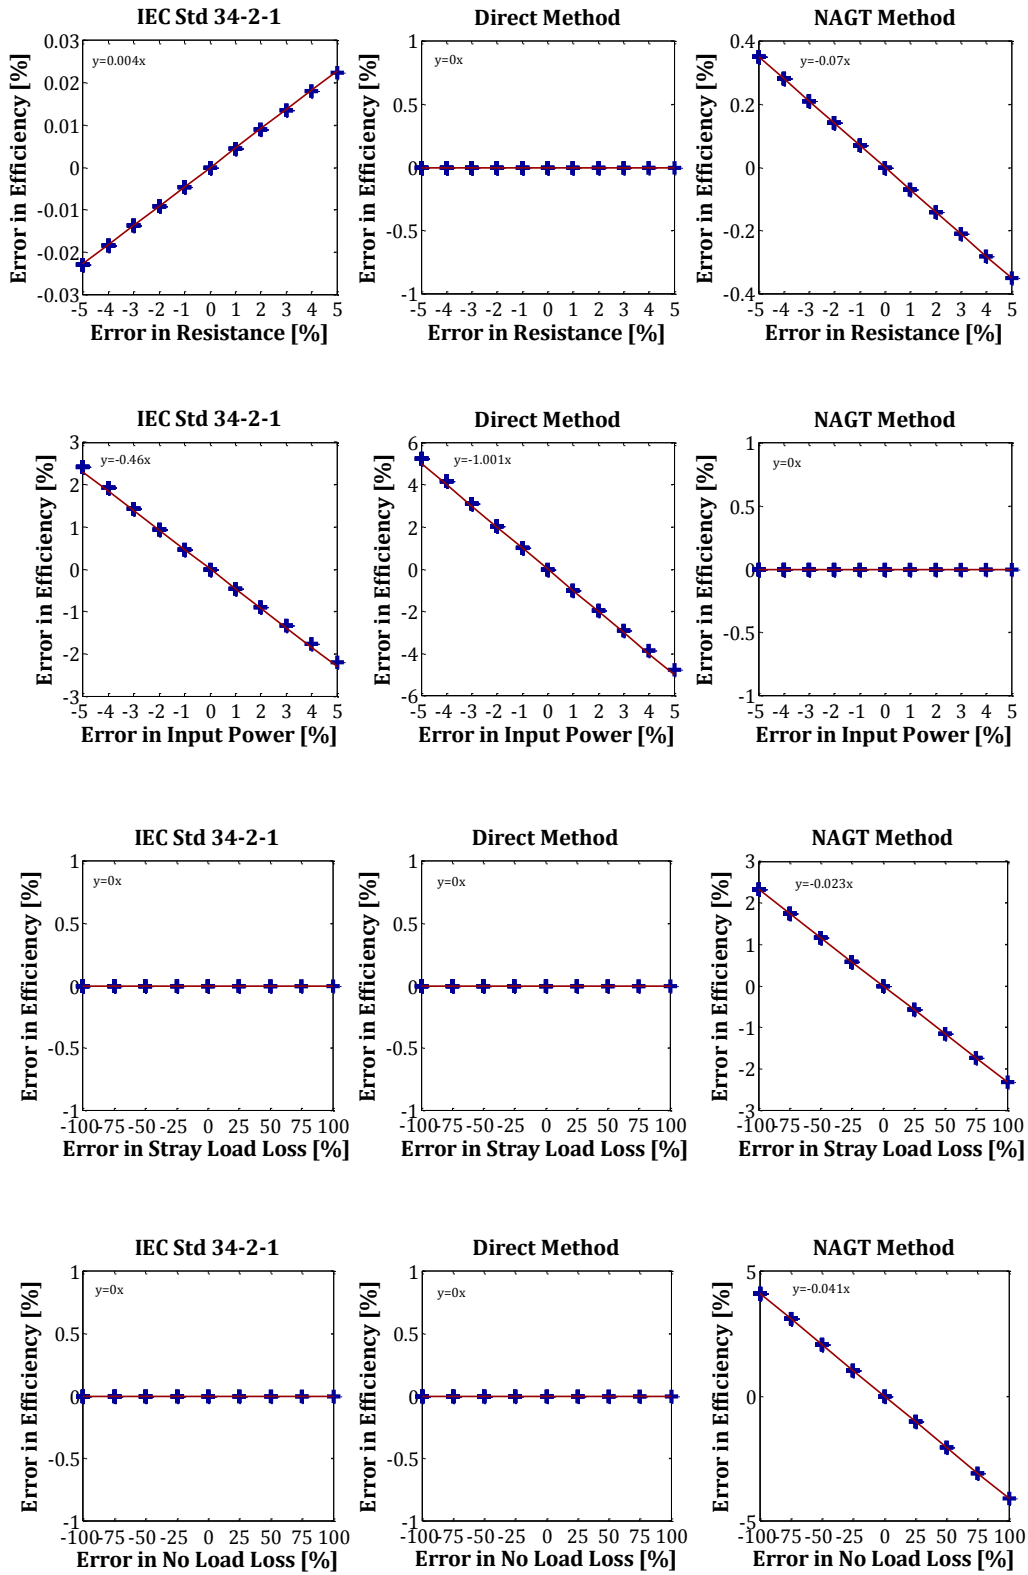 IEC Std 34-2-1
Direct Method
NAGT Method
Error in Efficiency [%]
0.03
0.02
0.01
0
-0.01
-0.02
-0.03
y=0.004x
-5 -4 -3 -2 -1 0 1 2 3 4 5
Error in Resistance [%]
Error in Efficiency [%]
1
0.5
0
-0.5
-1
y=0x
-5 -4 -3 -2 -1 0 1 2 3 4 5
Error in Resistance [%]
Error in Efficiency [%]
0.4
0.2
0
-0.2
-0.4
y=-0.07x
-5 -4 -3 -2 -1 0 1 2 3 4 5
Error in Resistance [%]
IEC Std 34-2-1
Direct Method
NAGT Method
Error in Efficiency [%]
3
2
1
0
-1
-2
-3
y=-0.46x
-5 -4 -3 -2 -1 0 1 2 3 4 5
Error in Input Power [%]
Error in Efficiency [%]
6
4
2
0
-2
-4
-6
y=-1.001x
-5 -4 -3 -2 -1 0 1 2 3 4 5
Error in Input Power [%]
Error in Efficiency [%]
1
0.5
0
-0.5
-1
y=0x
-5 -4 -3 -2 -1 0 1 2 3 4 5
Error in Input Power [%]
IEC Std 34-2-1
Direct Method
NAGT Method
Error in Efficiency [%]
1
0.5
0
-0.5
-1
y=0x
-100 -75 -50 -25 0 25 50 75 100
Error in Stray Load Loss [%]
Error in Efficiency [%]
1
0.5
0
-0.5
-1
y=0x
-100 -75 -50 -25 0 25 50 75 100
Error in Stray Load Loss [%]
Error in Efficiency [%]
3
2
1
0
-1
-2
-3
y=-0.023x
-100 -75 -50 -25 0 25 50 75 100
Error in Stray Load Loss [%]
IEC Std 34-2-1
Direct Method
NAGT Method
Error in Efficiency [%]
1
0.5
0
-0.5
-1
y=0x
-100 -75 -50 -25 0 25 50 75 100
Error in No Load Loss [%]
Error in Efficiency [%]
1
0.5
0
-0.5
-1
y=0x
-100 -75 -50 -25 0 25 50 75 100
Error in No Load Loss [%]
Error in Efficiency [%]
5
0
-5
y=-0.041x
-100 -75 -50 -25 0 25 50 75 100
Error in No Load Loss [%]